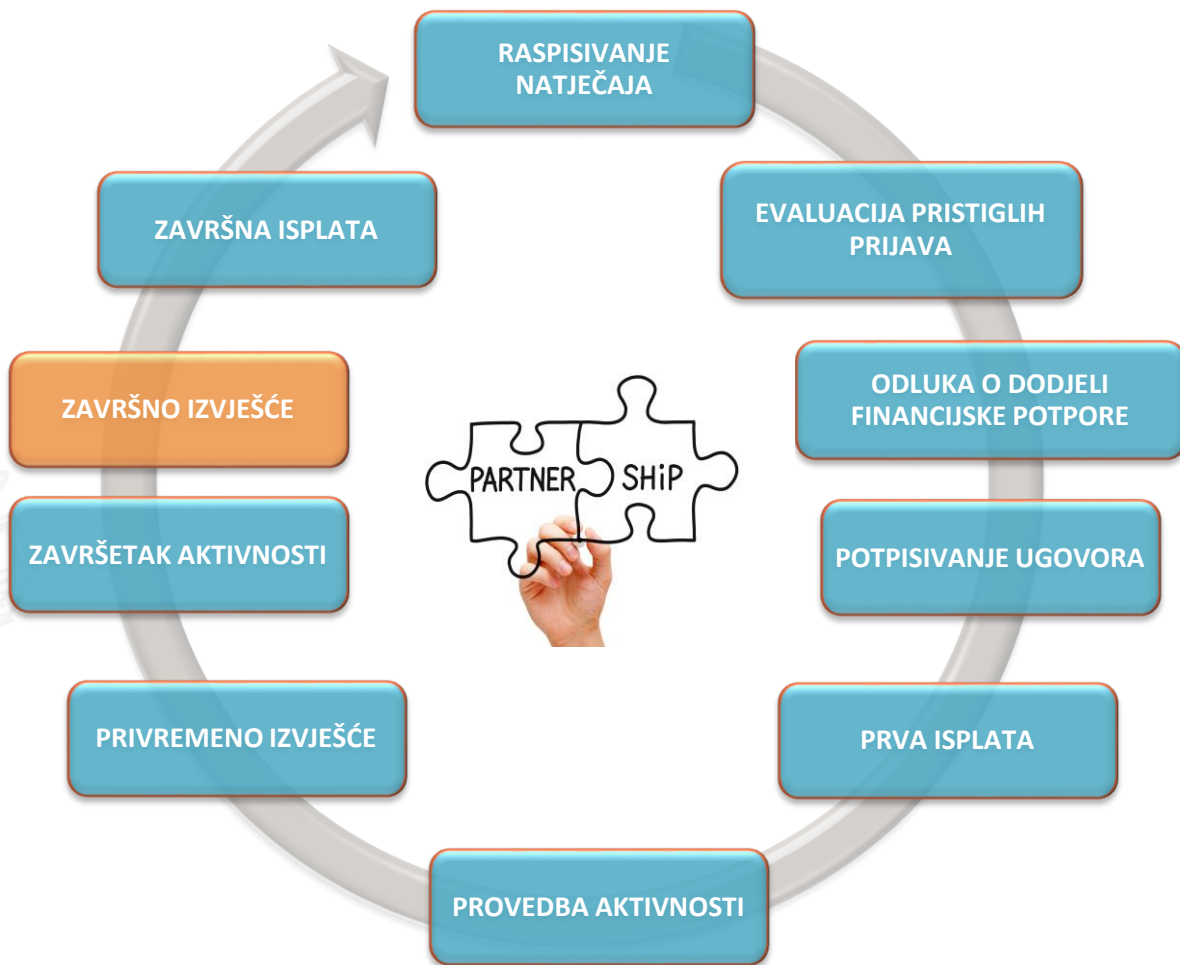 RASPISIVANJE
NATJEČAJA
EVALUACIJA PRISTIGLIH
PRIJAVA
ODLUKA O DODJELI
FINANCIJSKE POTPORE
POTPISIVANJE UGOVORA
PRVA ISPLATA
PROVEDBA AKTIVNOSTI
PRIVREMENO IZVJEŠĆE
ZAVRŠETAK AKTIVNOSTI
ZAVRŠNO IZVJEŠĆE
ZAVRŠNA ISPLATA
PARTNER SHiP